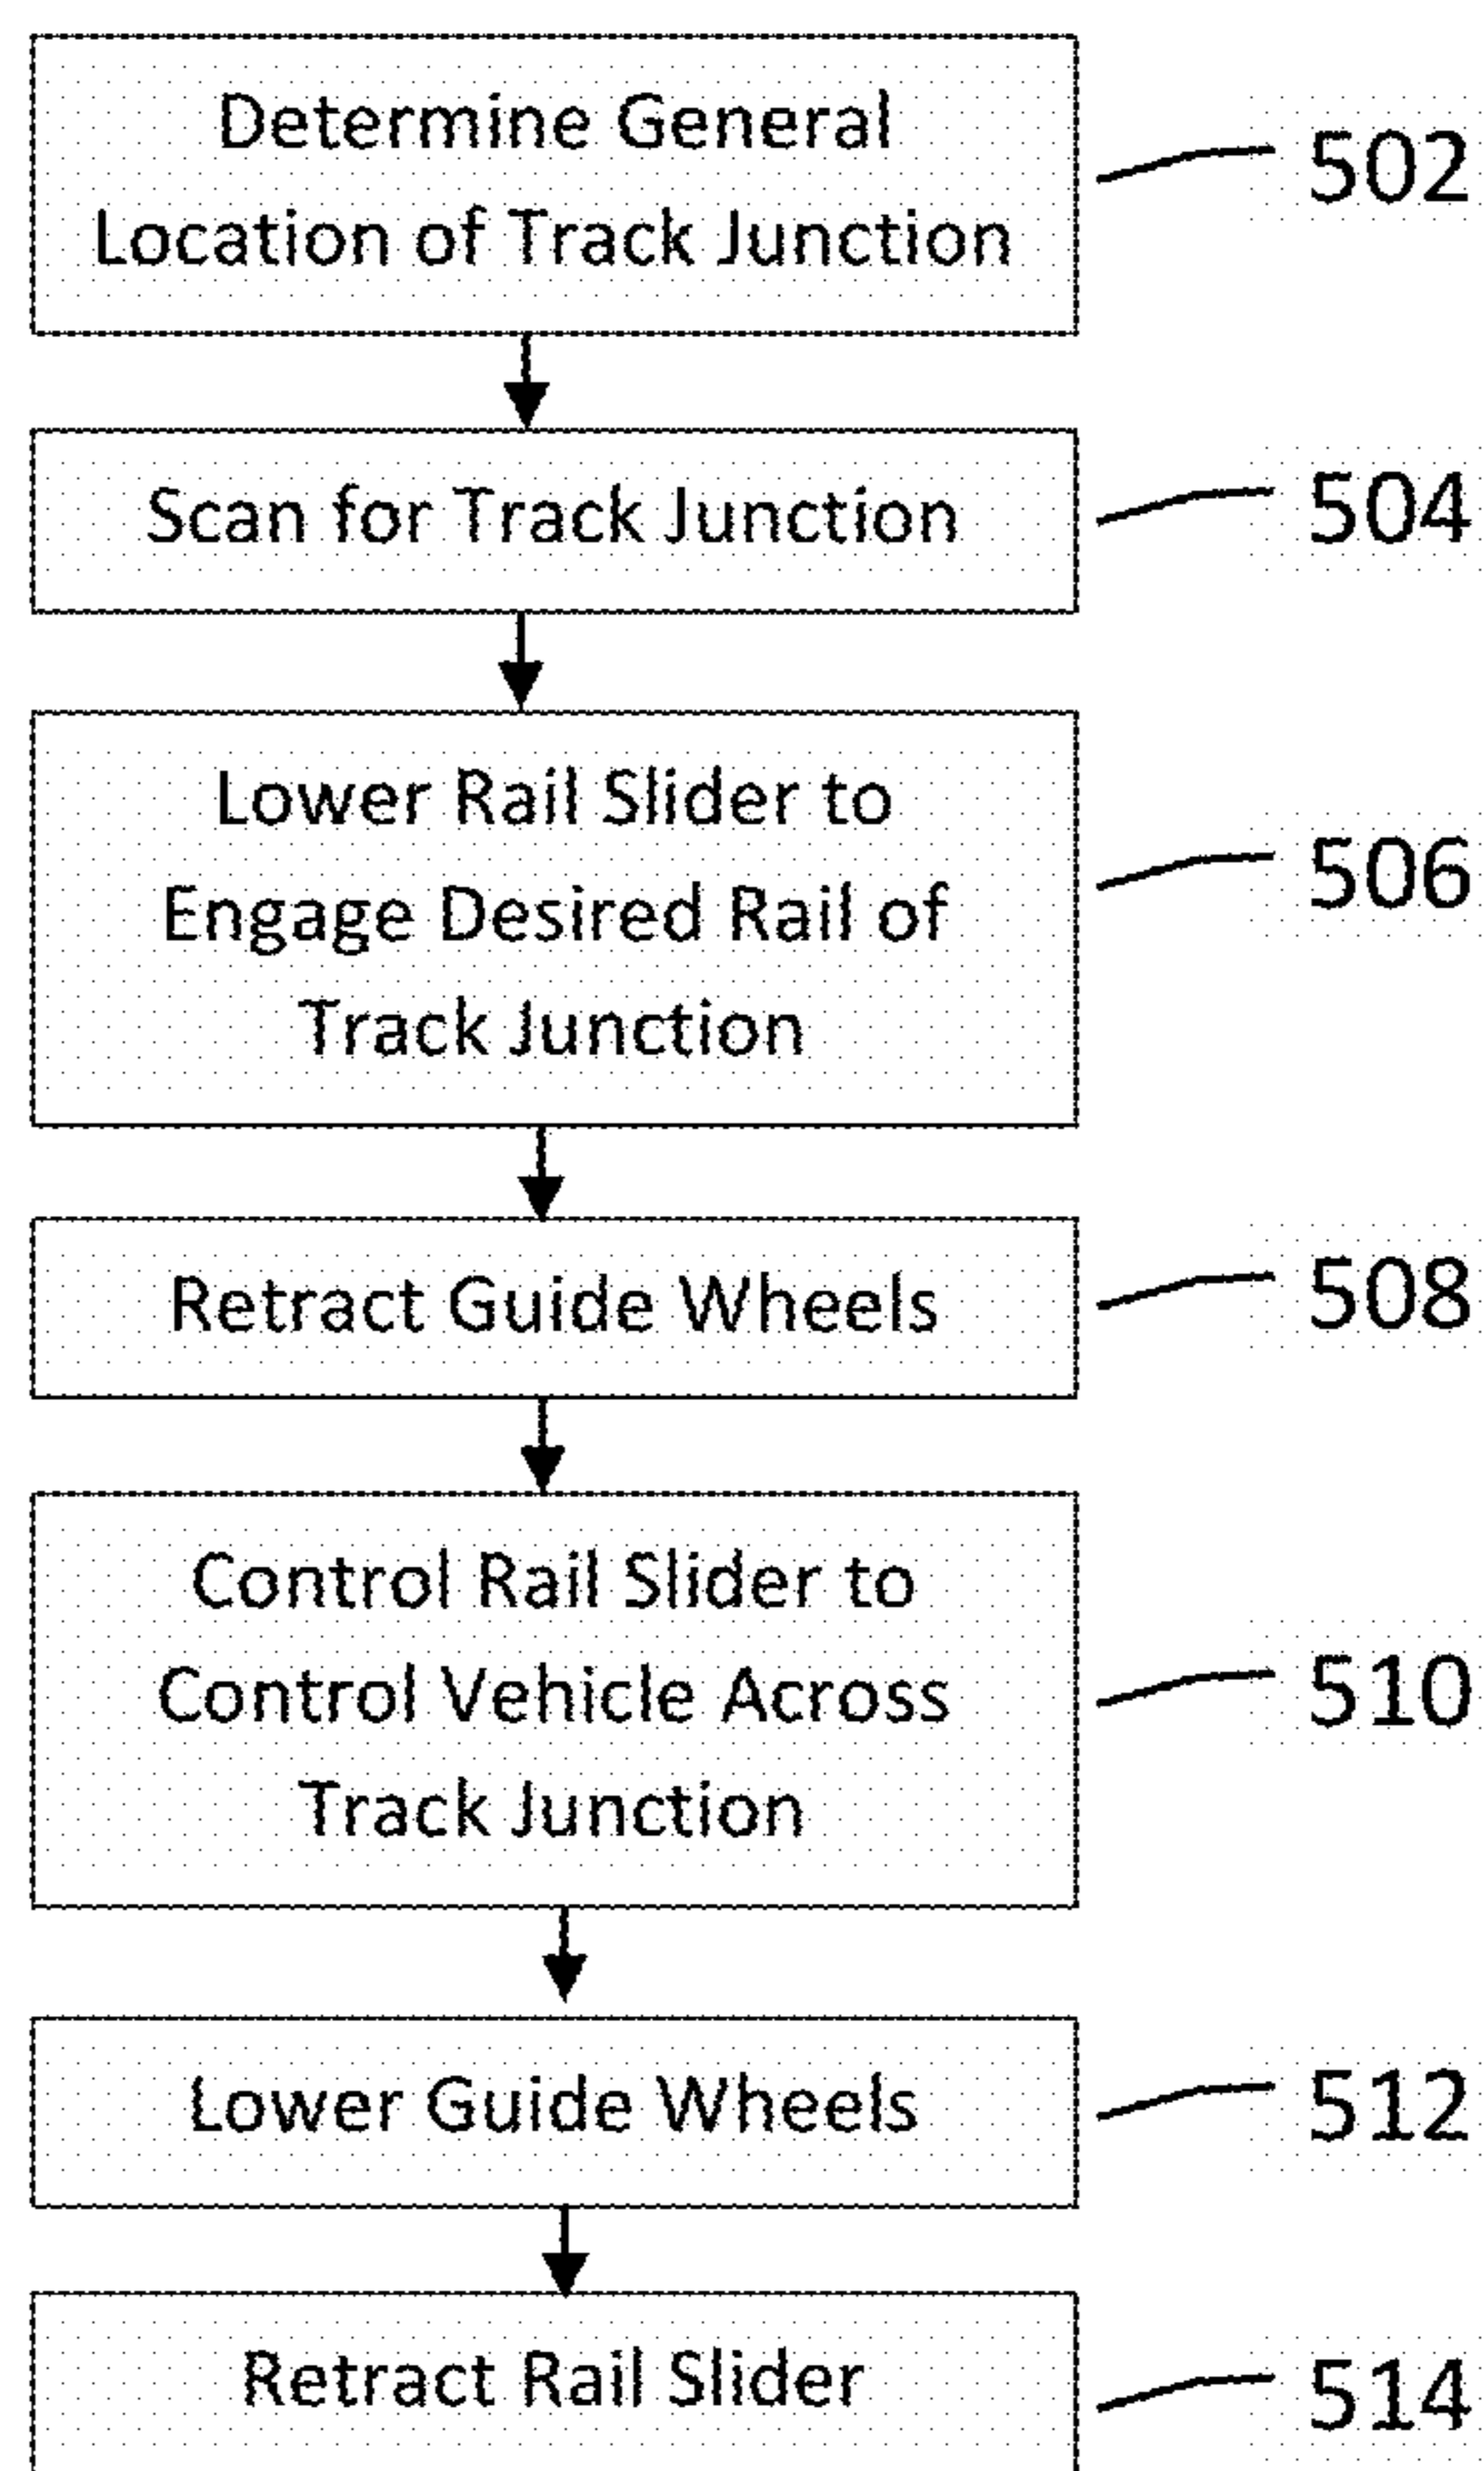 Determine General
Location of Track Junction
502
Scan for Track Junction
504
Lower Rail Slider to
Engage Desired Rail of
Track Junction
506
Retract Guide Wheels
508
Control Rail Slider to
Control Vehicle Across
Track Junction
510
Lower Guide Wheels
512
Retract Rail Slider
514